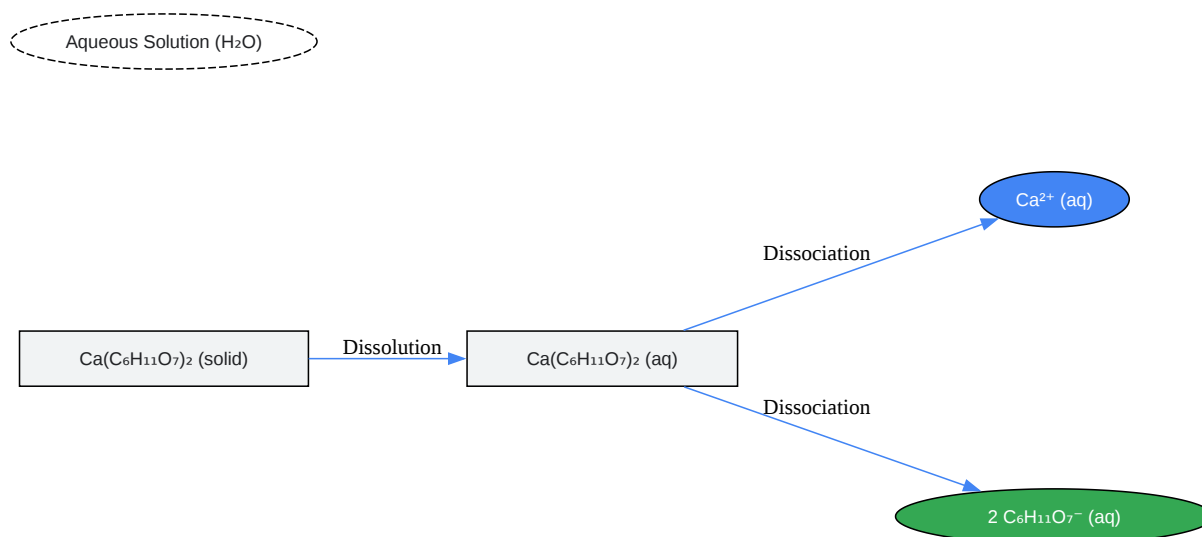 Aqueous Solution (H₂O)
Ca²⁺ (aq)
Dissociation
Ca(C₆H₁₁O₇)₂ (solid)
Dissolution
Ca(C₆H₁₁O₇)₂ (aq)
Dissociation
2 C₆H₁₁O₇⁻ (aq)